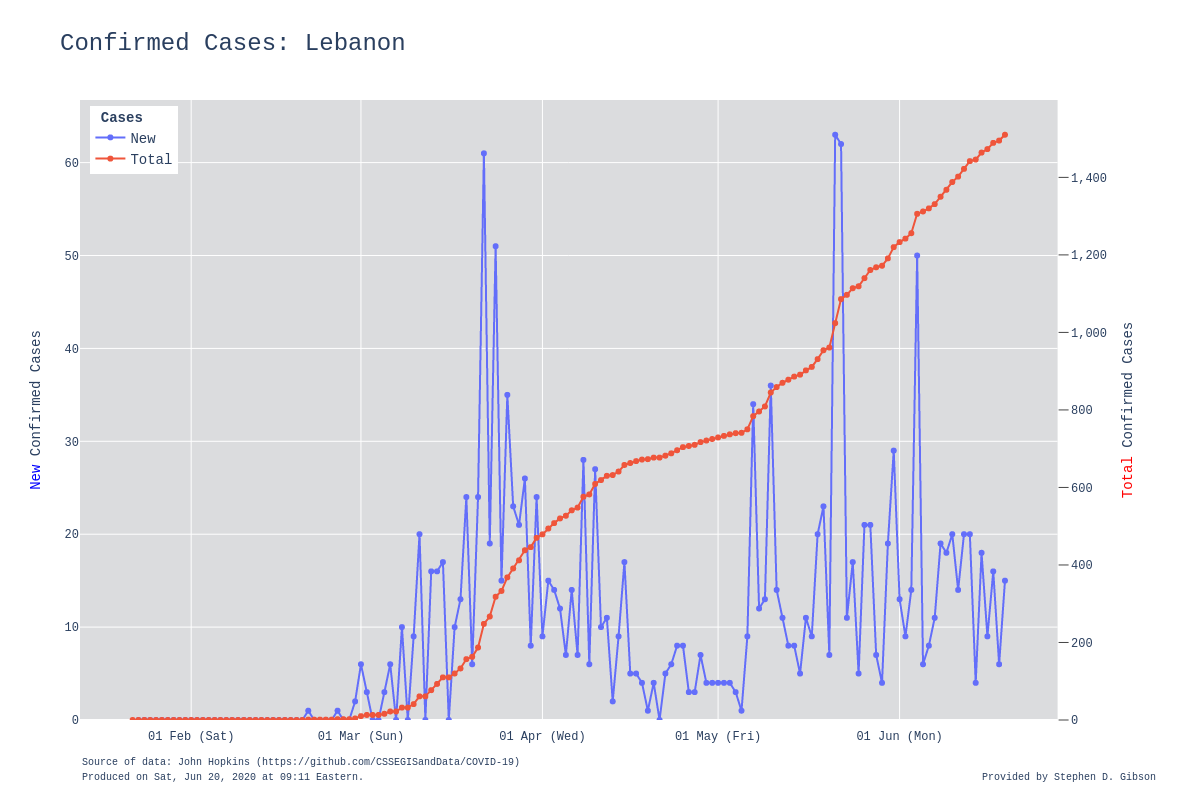 Confirmed Cases: Lebanon
Cases
New
Total
60
50
40
30
20
10
0
New Confirmed Cases
1,400
1,200
1,000
800
600
400
200
0
Total Confirmed Cases
01 Feb (Sat)
01 Mar (Sun)
01 Apr (Wed)
01 May (Fri)
01 Jun (Mon)
Source of data: John Hopkins (https://github.com/CSSEGISandData/COVID-19)
Produced on Sat, Jun 20, 2020 at 09:11 Eastern.
Provided by Stephen D. Gibson